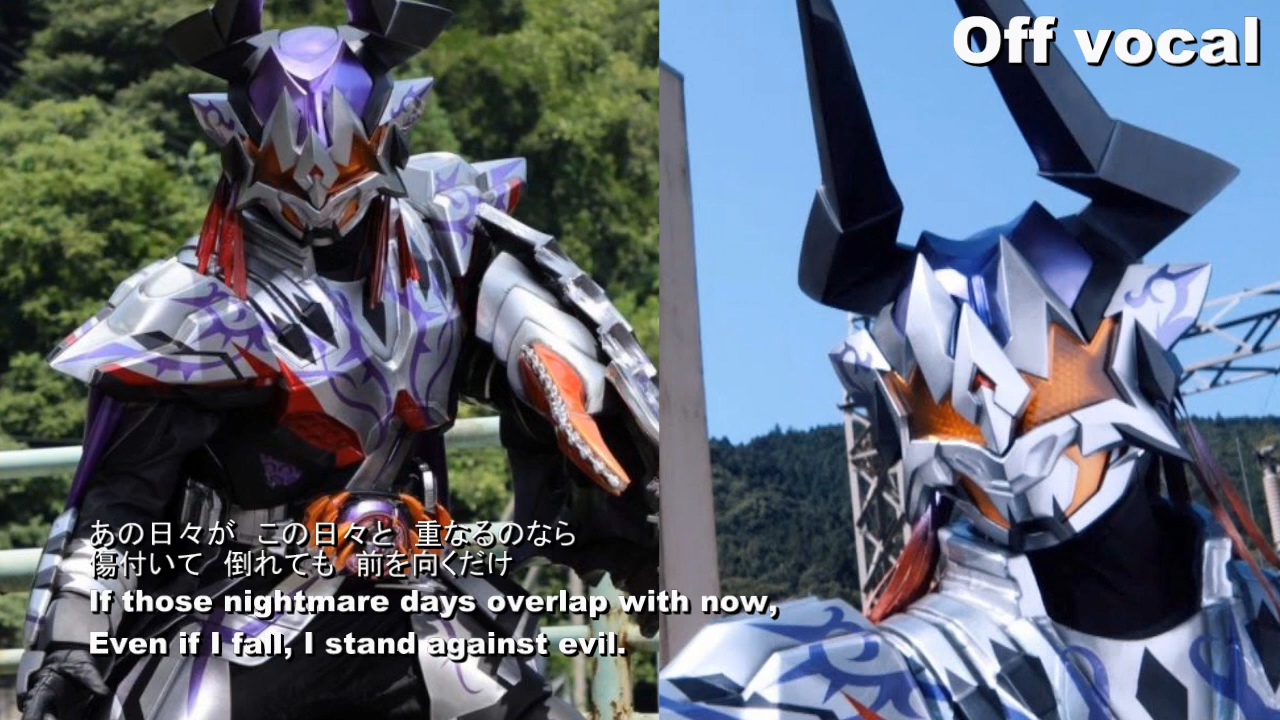 Off vocal
あの日々が　この日々と　重なるのなら
傷付いて　倒れても　前を向くだけ
If those nightmare days overlap with now,
Even if I fall, I stand against evil.